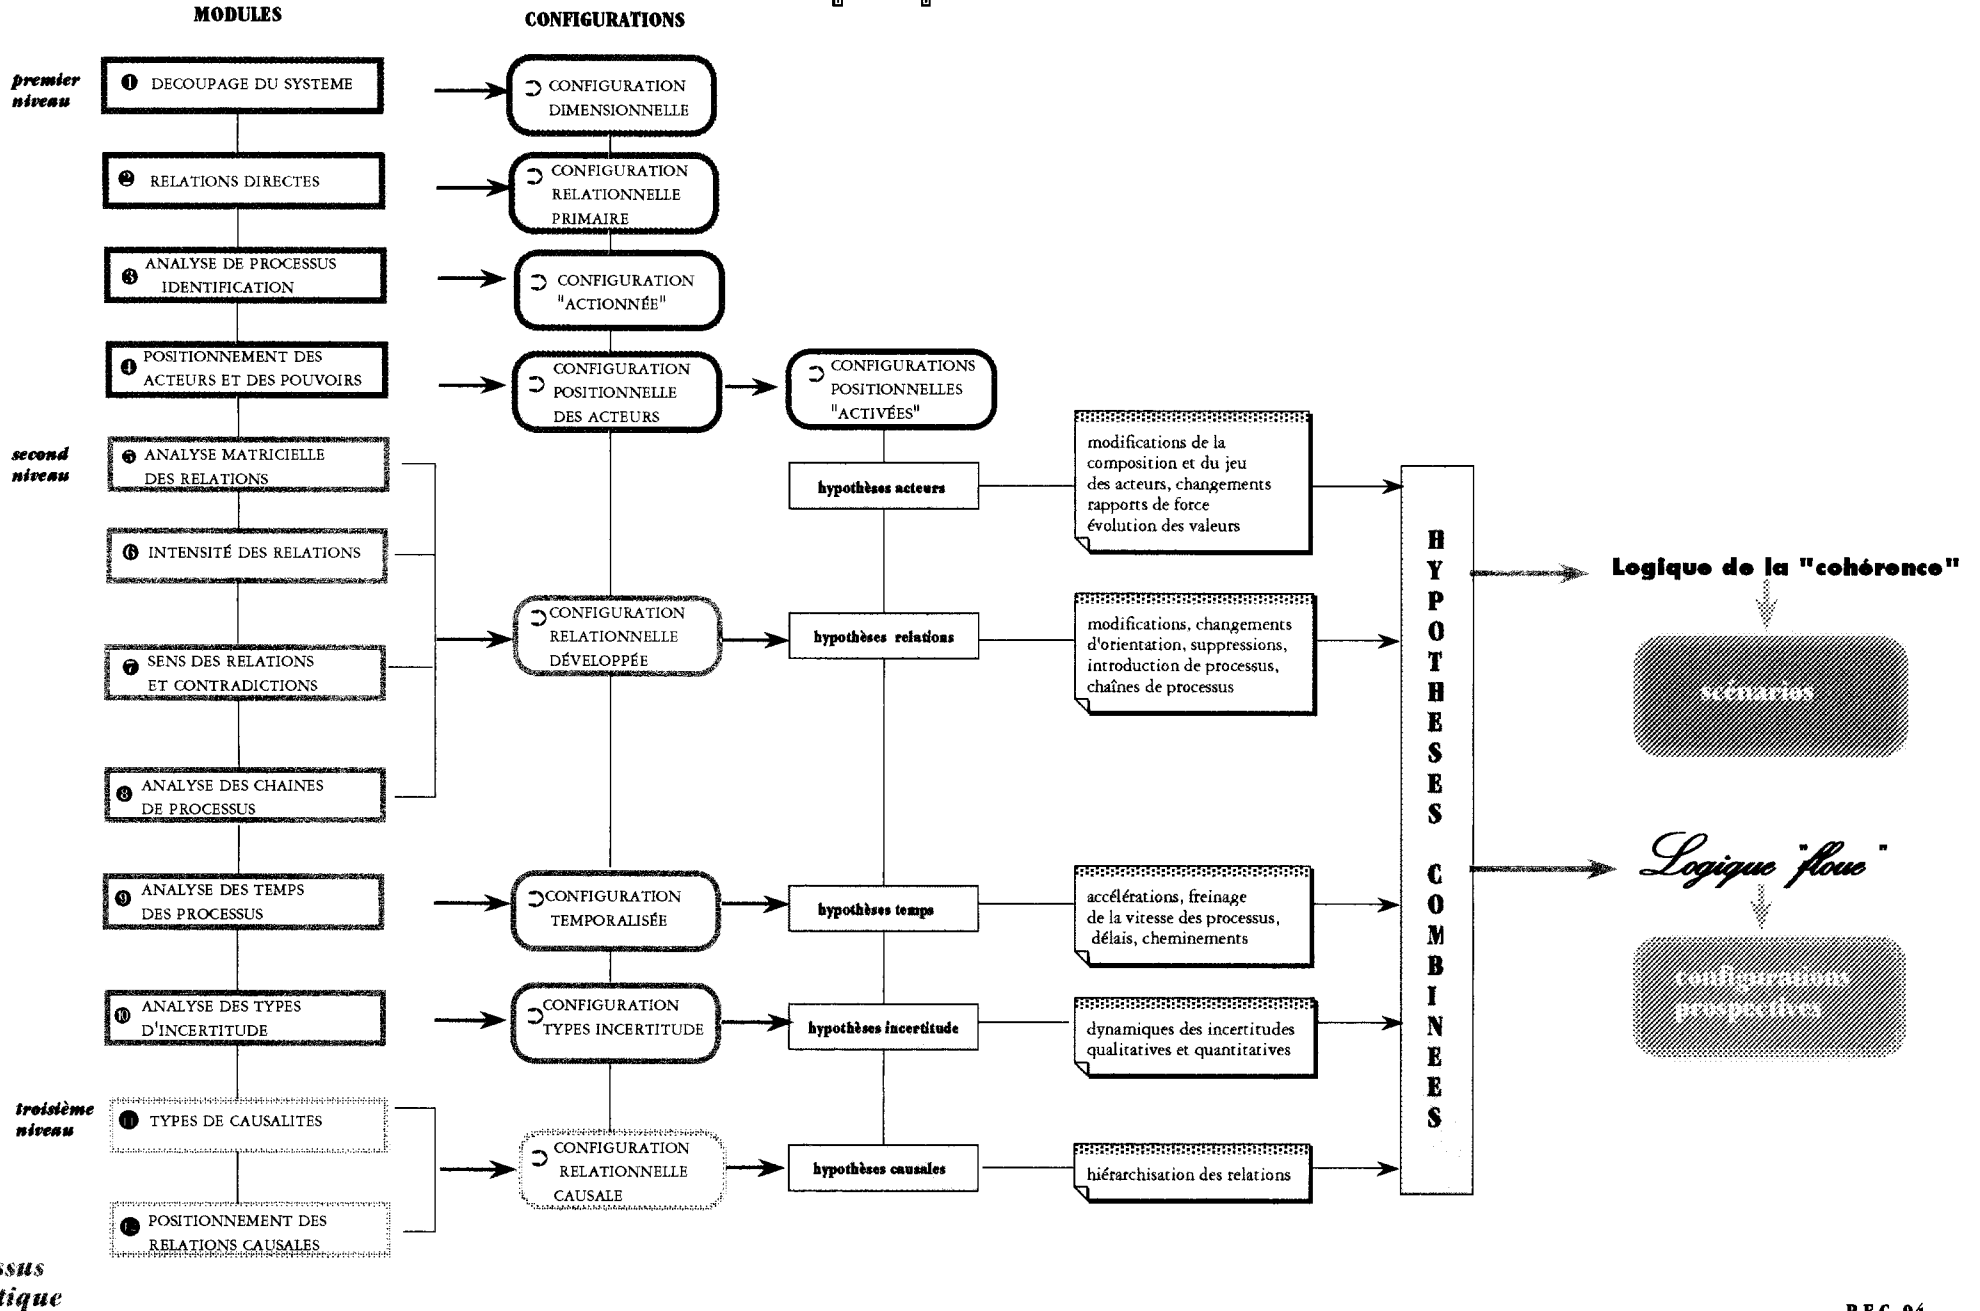 MODULES
CONFIGURATIONS
premier
niveau
❶ DECOUPAGE DU SYSTEME
CONFIGURATION
DIMENSIONNELLE
❷ RELATIONS DIRECTES
CONFIGURATION
RELATIONNELLE
PRIMAIRE
❸ ANALYSE DE PROCESSUS
IDENTIFICATION
CONFIGURATION
"ACTIONNÉE"
❹ POSITIONNEMENT DES
ACTEURS ET DES POUVOIRS
CONFIGURATION
POSITIONNELLE
DES ACTEURS
CONFIGURATIONS
POSITIONNELLES
"ACTIVÉES"
second
niveau
❺ ANALYSE MATRICIELLE
DES RELATIONS
hypothèses acteurs
modifications de la
composition et du jeu
des acteurs, changements
rapports de force
évolution des valeurs
❻ INTENSITÉ DES RELATIONS
❼ SENS DES RELATIONS
ET CONTRADICTIONS
CONFIGURATION
RELATIONNELLE
DÉVELOPPÉE
hypothèses relations
modifications, changements
d'orientation, suppressions,
introduction de processus,
chaînes de processus
❽ ANALYSE DES CHAINES
DE PROCESSUS
❾ ANALYSE DES TEMPS
DES PROCESSUS
CONFIGURATION
TEMPORALISÉE
hypothèses temps
accélérations, freinage
de la vitesse des processus,
délais, cheminements
❿ ANALYSE DES TYPES
D'INCERTITUDE
CONFIGURATION
TYPES INCERTITUDE
hypothèses incertitude
dynamiques des incertitudes
qualitatives et quantitatives
troisième
niveau
⓫ TYPES DE CAUSALITES
CONFIGURATION
RELATIONNELLE
CAUSALE
hypothèses causales
hiérarchisation des relations
⓬ POSITIONNEMENT DES
RELATIONS CAUSALES
HYPOTHESES COMBINEES
Logique de la "cohérence"
scénarios
Logique "floue"
configurations
prospectives
ssus
tique